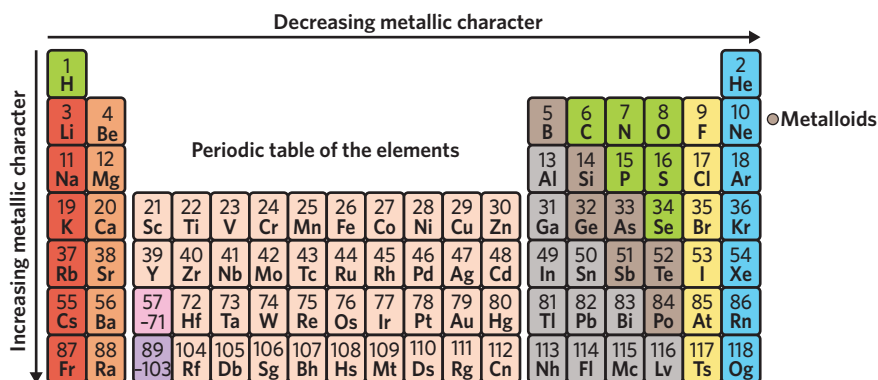 Decreasing metallic character
Increasing metallic character
1 2
H He
3 4 5 6 7 8 9 10
Li Be B C N O F Ne
Metalloids
Periodic table of the elements
11 12 13 14 15 16 17 18
Na Mg Al Si P S Cl Ar
19 20 21 22 23 24 25 26 27 28 29 30 31 32 33 34 35 36
K Ca Sc Ti V Cr Mn Fe Co Ni Cu Zn Ga Ge As Se Br Kr
37 38 39 40 41 42 43 44 45 46 47 48 49 50 51 52 53 54
Rb Sr Y Zr Nb Mo Tc Ru Rh Pd Ag Cd In Sn Sb Te I Xe
55 56 57 72 73 74 75 76 77 78 79 80 81 82 83 84 85 86
Cs Ba -71 Hf Ta W Re Os Ir Pt Au Hg Tl Pb Bi Po At Rn
87 88 89 104 105 106 107 108 109 110 111 112 113 114 115 116 117 118
Fr Ra -103 Rf Db Sg Bh Hs Mt Ds Rg Cn Nh Fl Mc Lv Ts Og